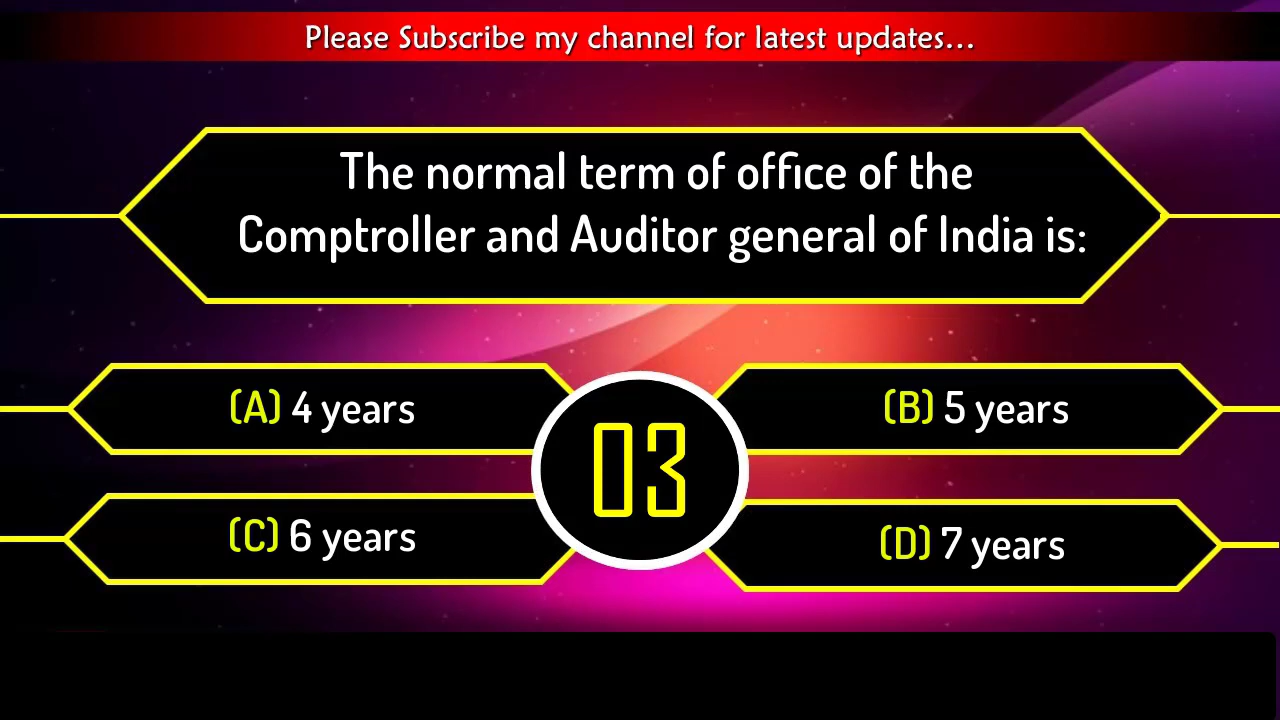 Please Subscribe my channel for latest updates...
The normal term of office of the
Comptroller and Auditor general of India is:
(A) 4 years
(B) 5 years
03
(C) 6 years
(D) 7 years